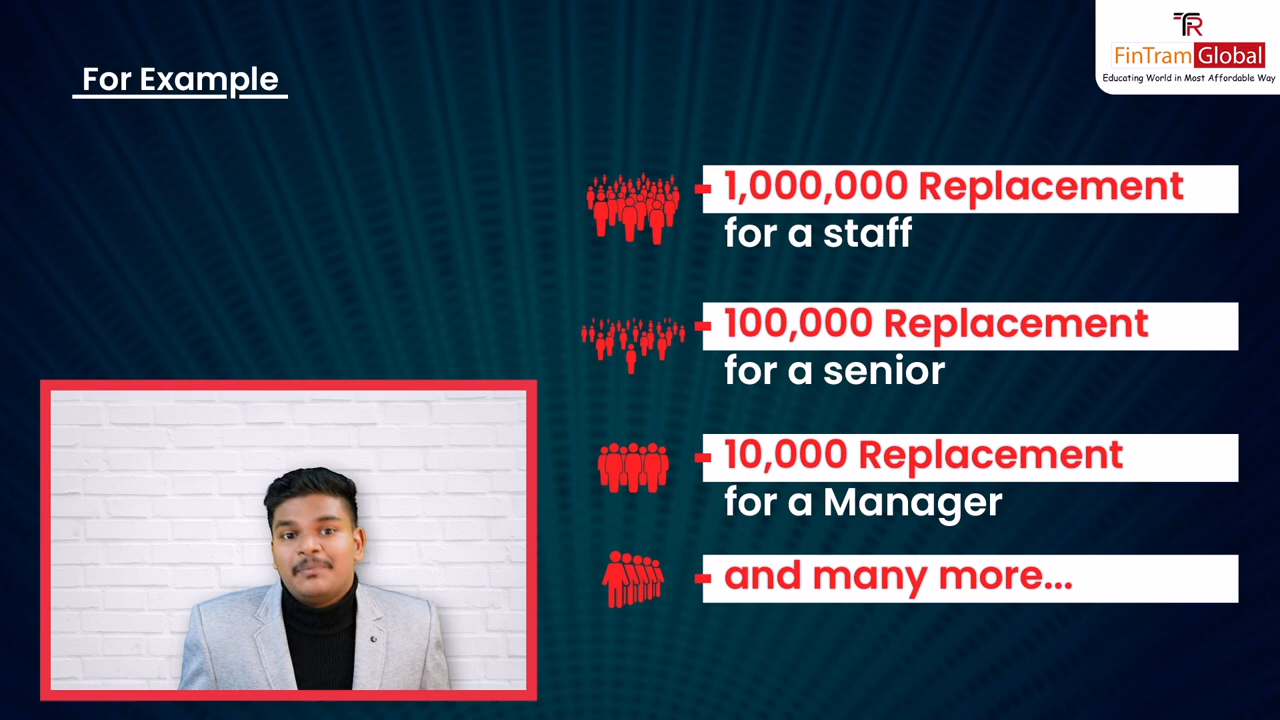 For Example
TR
FinTram Global
Educating World in Most Affordable Way
1,000,000 Replacement
for a staff
100,000 Replacement
for a senior
10,000 Replacement
for a Manager
and many more...